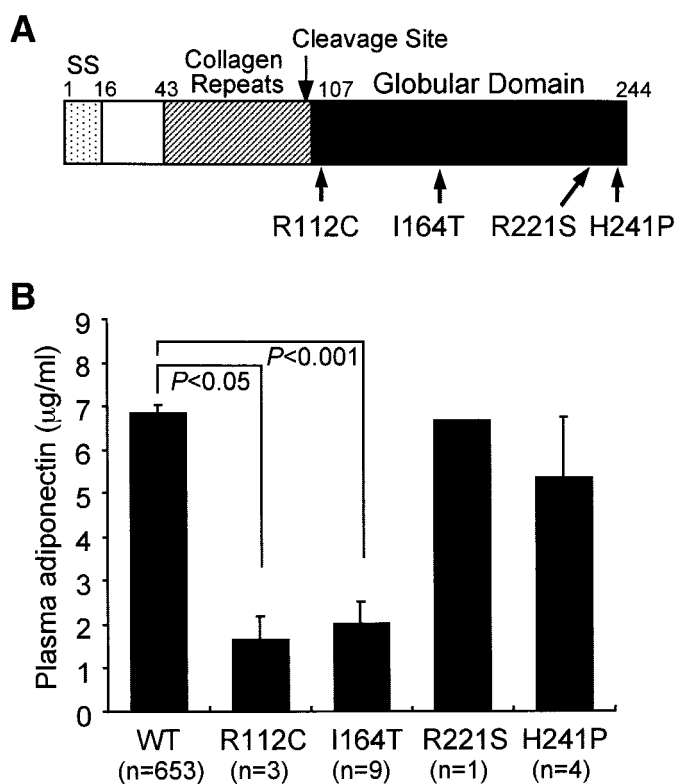 A
Cleavage Site
SS
Collagen
Repeats
Globular Domain
1 16 43 107 244
R112C I164T R221S H241P
B
Plasma adiponectin (µg/ml)
9
8
7
6
5
4
3
2
1
0
P<0.001
P<0.05
WT R112C I164T R221S H241P
(n=653) (n=3) (n=9) (n=1) (n=4)